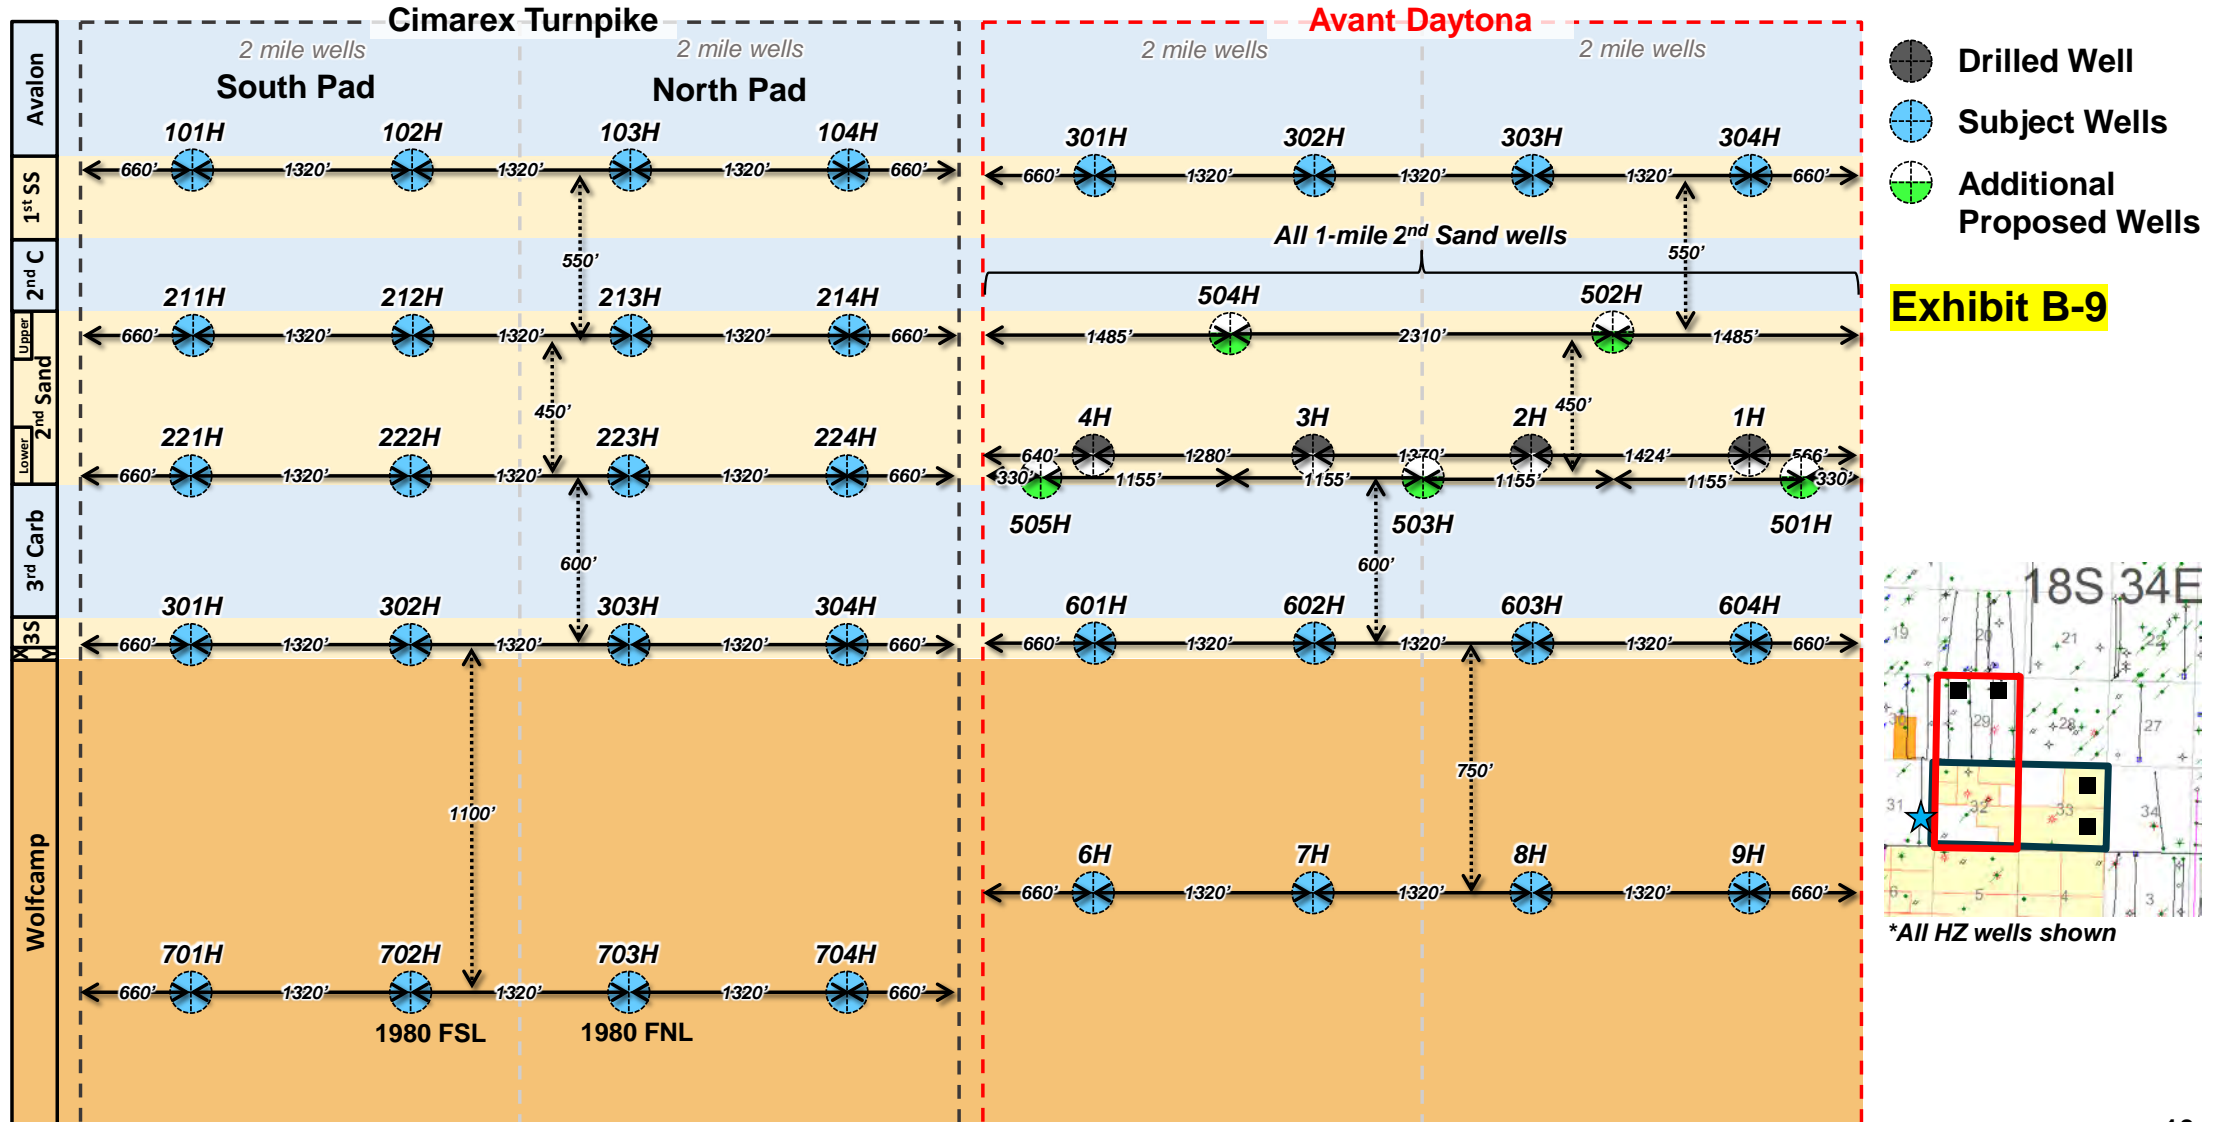 Cimarex Turnpike
Avant Daytona
2 mile wells
2 mile wells
2 mile wells
2 mile wells
South Pad
North Pad
Drilled Well
Subject Wells
Additional
Proposed Wells
Exhibit B-9
Avalon
1st SS
2nd C
Upper
2nd Sand
Lower
3rd Carb
3S
Wolfcamp
101H
102H
103H
104H
660’
1320’
1320’
1320’
660’
550’
211H
212H
213H
214H
660’
1320’
1320’
1320’
660’
450’
221H
222H
223H
224H
660’
1320’
1320’
1320’
660’
600’
301H
302H
303H
304H
660’
1320’
1320’
1320’
660’
1100’
701H
702H
703H
704H
660’
1320’
1320’
1320’
660’
1980 FSL
1980 FNL
301H
302H
303H
304H
660’
1320’
1320’
1320’
660’
All 1-mile 2nd Sand wells
550’
504H
502H
1485’
2310’
1485’
450’
4H
3H
2H
1H
640’
1280’
1370’
1424’
566’
330’
1155’
1155’
1155’
1155’
330’
505H
503H
501H
600’
601H
602H
603H
604H
660’
1320’
1320’
1320’
660’
750’
6H
7H
8H
9H
660’
1320’
1320’
1320’
660’
18S 34E
19
20
21
22
30
29
28
27
31
32
33
34
6
5
4
3
*All HZ wells shown